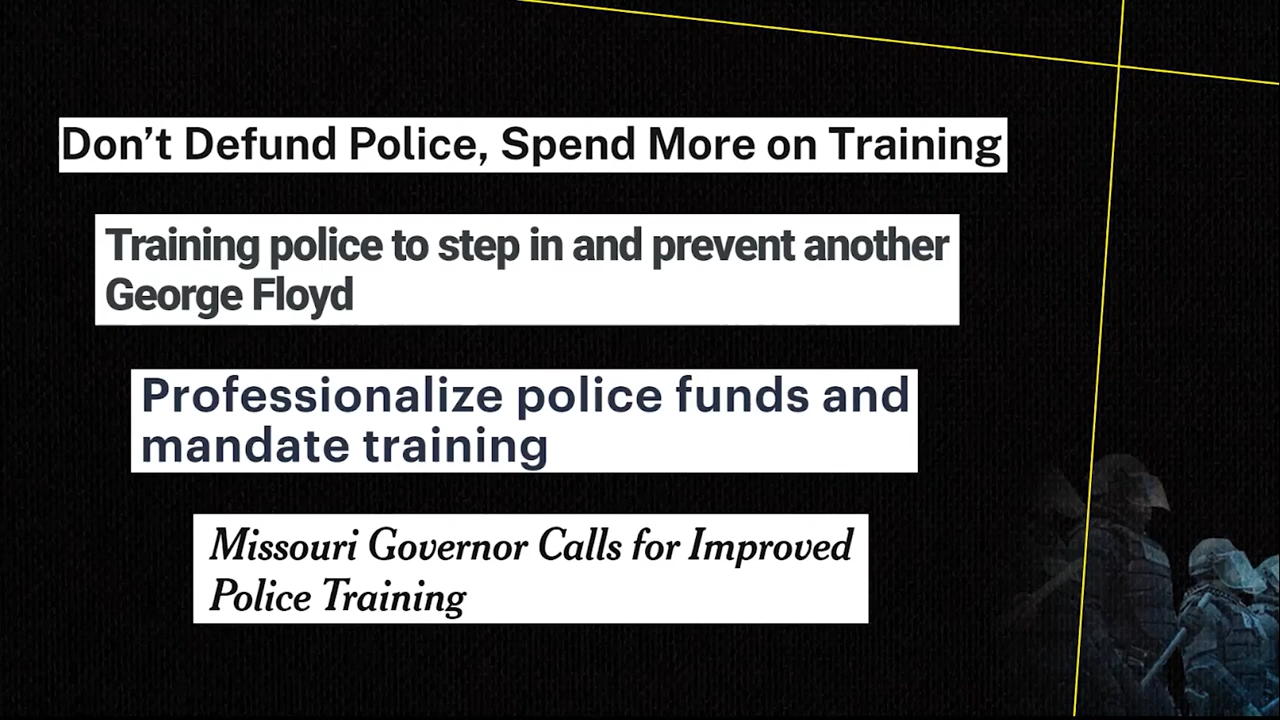 Don’t Defund Police, Spend More on Training
Training police to step in and prevent another
George Floyd
Professionalize police funds and
mandate training
Missouri Governor Calls for Improved
Police Training